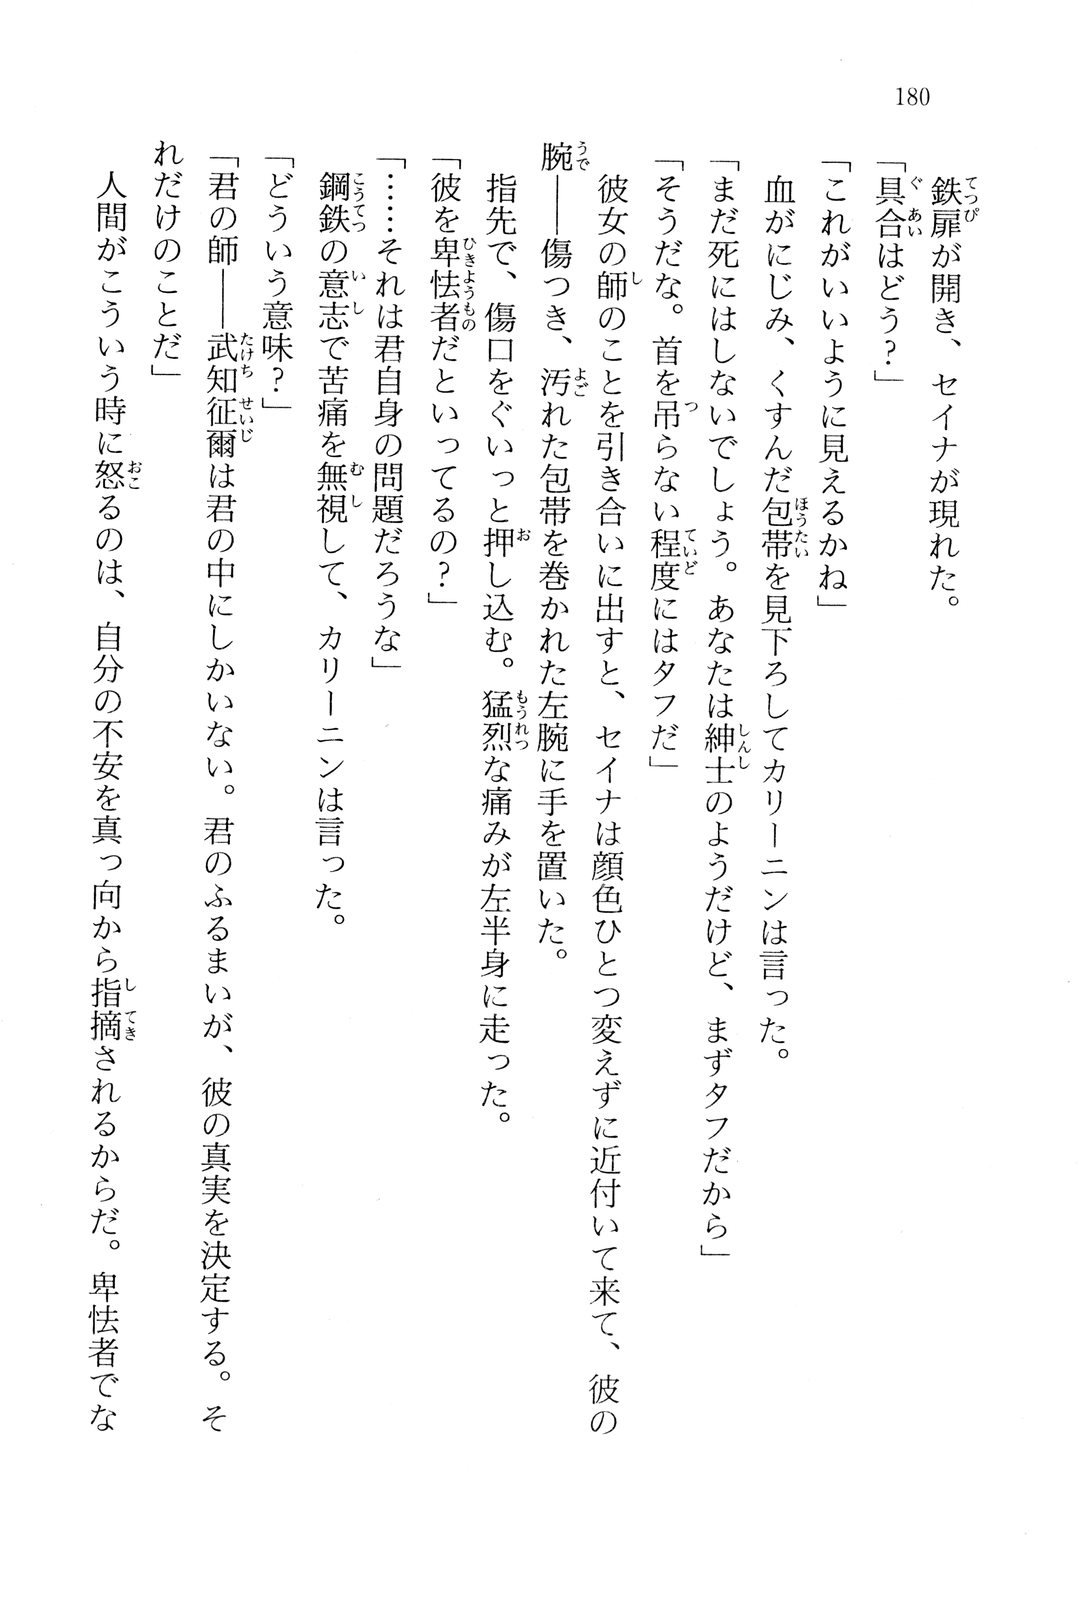 180
鉄扉が開き、セイナが現れた。
「具合はどう？」
「これがいいように見えるかね」
血がにじみ、くすんだ包帯を見下ろしてカリーニンは言った。
「まだ死にはしないでしょう。あなたは紳士のようだけど、まずタフだから」
「そうだな。首を吊らない程度にはタフだ」
彼女の師のことを引き合いに出すと、セイナは顔色ひとつ変えずに近付いて来て、彼の
腕――傷つき、汚れた包帯を巻かれた左腕に手を置いた。
指先で、傷口をぐいっと押し込む。猛烈な痛みが左半身に走った。
「彼を卑怯者だといってるの？」
「……それは君自身の問題だろうな」
鋼鉄の意志で苦痛を無視して、カリーニンは言った。
「どういう意味？」
「君の師――武知征爾は君の中にしかいない。君のふるまいが、彼の真実を決定する。そ
れだけのことだ」
人間がこういう時に怒るのは、自分の不安を真っ向から指摘されるからだ。卑怯者でな